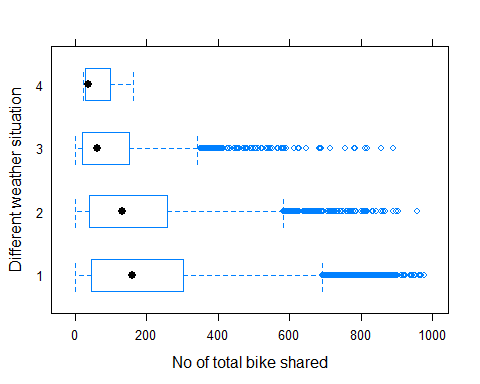 Different weather situation
4
3
2
1
0 200 400 600 800 1000
No of total bike shared